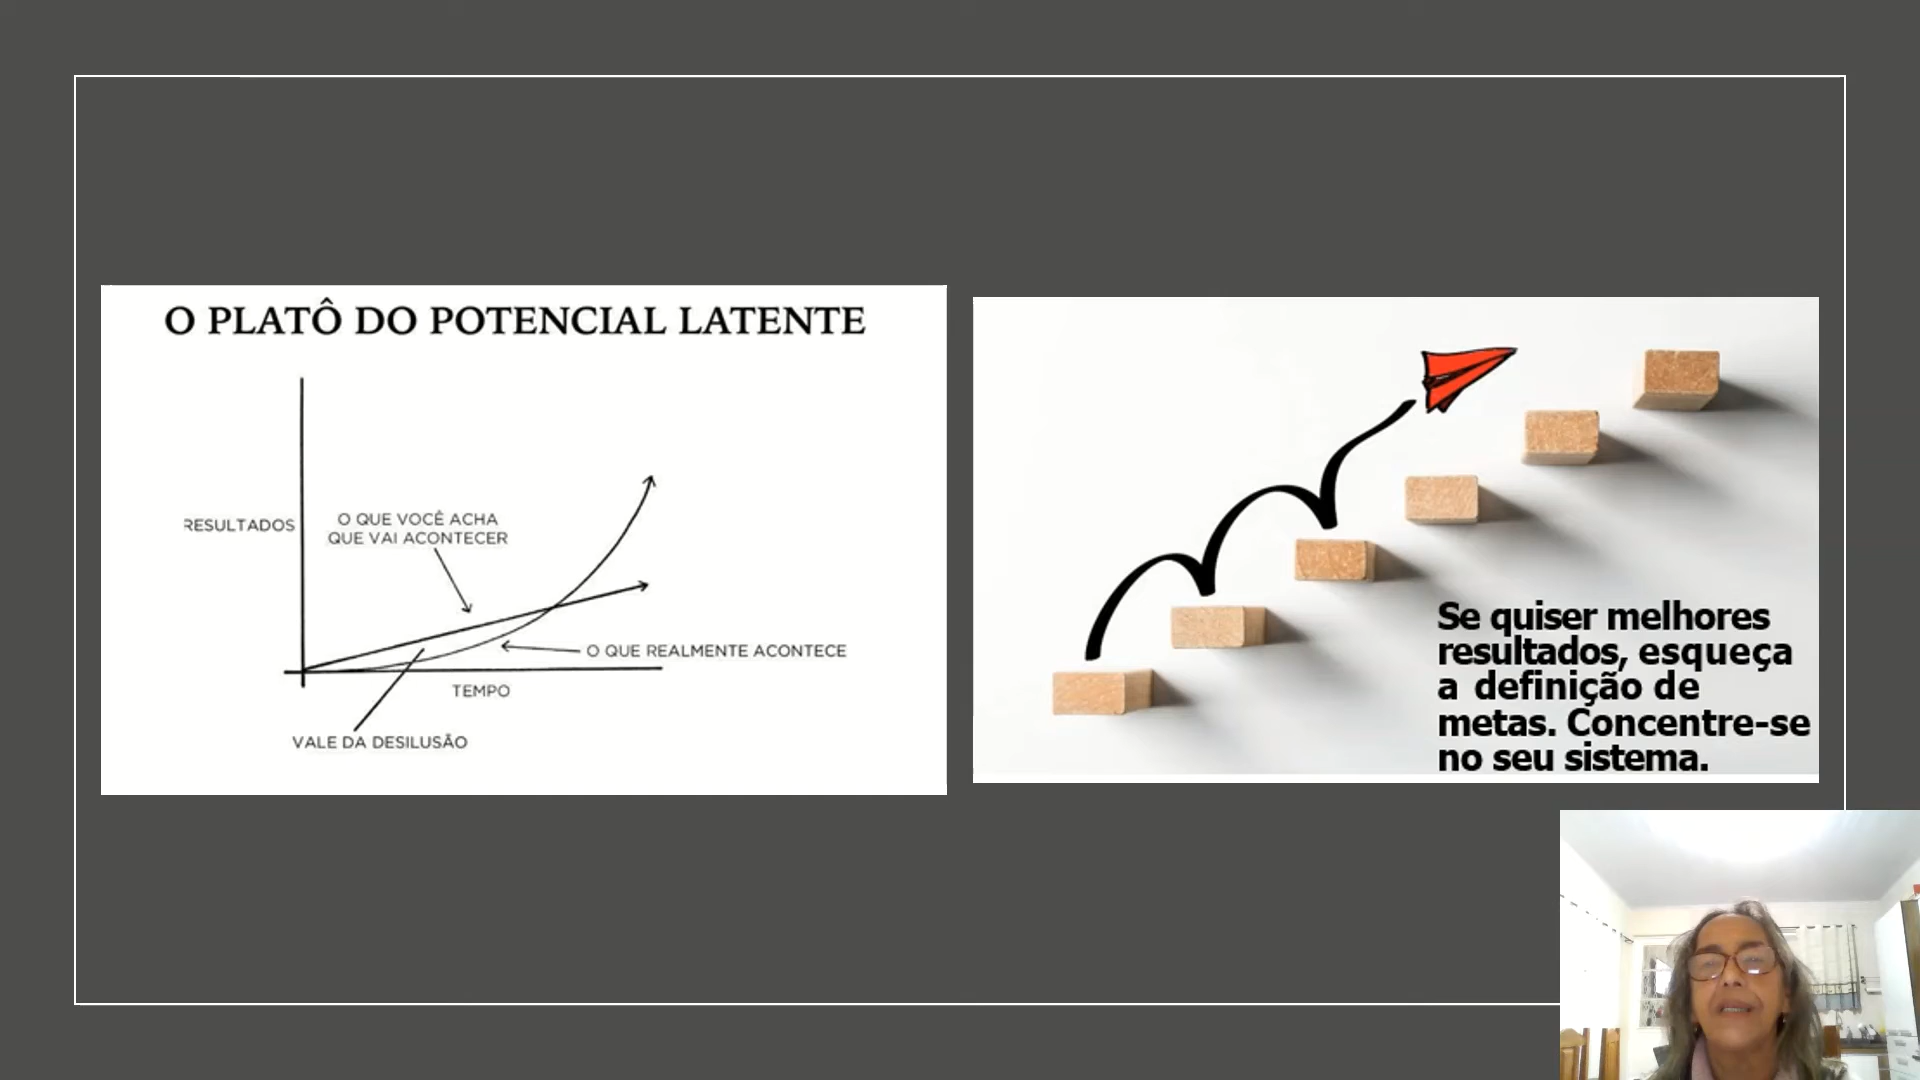 O PLATÔ DO POTENCIAL LATENTE
RESULTADOS
O QUE VOCÊ ACHA
QUE VAI ACONTECER
O QUE REALMENTE ACONTECE
TEMPO
VALE DA DESILUSÃO
Se quiser melhores
resultados, esqueça
a definição de
metas. Concentre-se
no seu sistema.